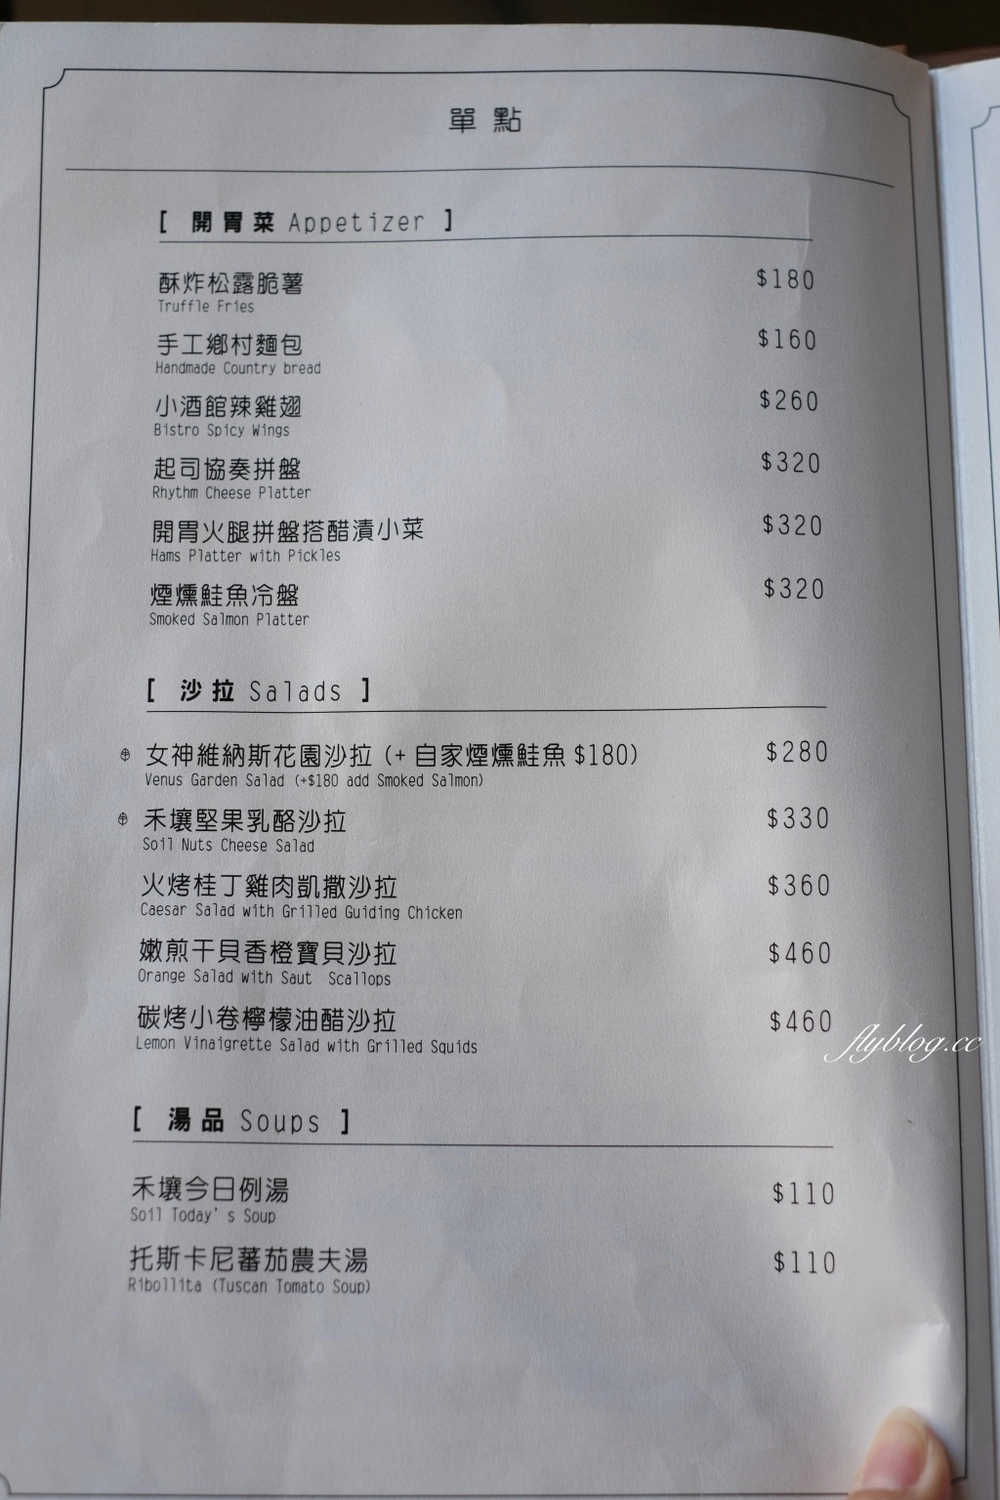 單點
[ 開胃菜 Appetizer ]
酥炸松露脆薯 $180
Truffle Fries
手工鄉村麵包 $160
Handmade Country bread
小酒館辣雞翅 $260
Bistro Spicy Wings
起司協奏拼盤 $320
Rhythm Cheese Platter
開胃火腿拼盤搭醋漬小菜 $320
Hams Platter with Pickles
煙燻鮭魚冷盤 $320
Smoked Salmon Platter
[ 沙拉 Salads ]
女神維納斯花園沙拉 (+ 自家煙燻鮭魚 $180) $280
Venus Garden Salad (+$180 add Smoked Salmon)
禾壤堅果乳酪沙拉 $330
Soil Nuts Cheese Salad
火烤桂丁雞肉凱撒沙拉 $360
Caesar Salad with Grilled Guiding Chicken
嫩煎干貝香橙寶貝沙拉 $460
Orange Salad with Saut  Scallops
碳烤小卷檸檬油醋沙拉 $460
Lemon Vinaigrette Salad with Grilled Squids
flyblog.cc
[ 湯品 Soups ]
禾壤今日例湯 $110
Soil Today's Soup
托斯卡尼蕃茄農夫湯 $110
Ribollita (Tuscan Tomato Soup)